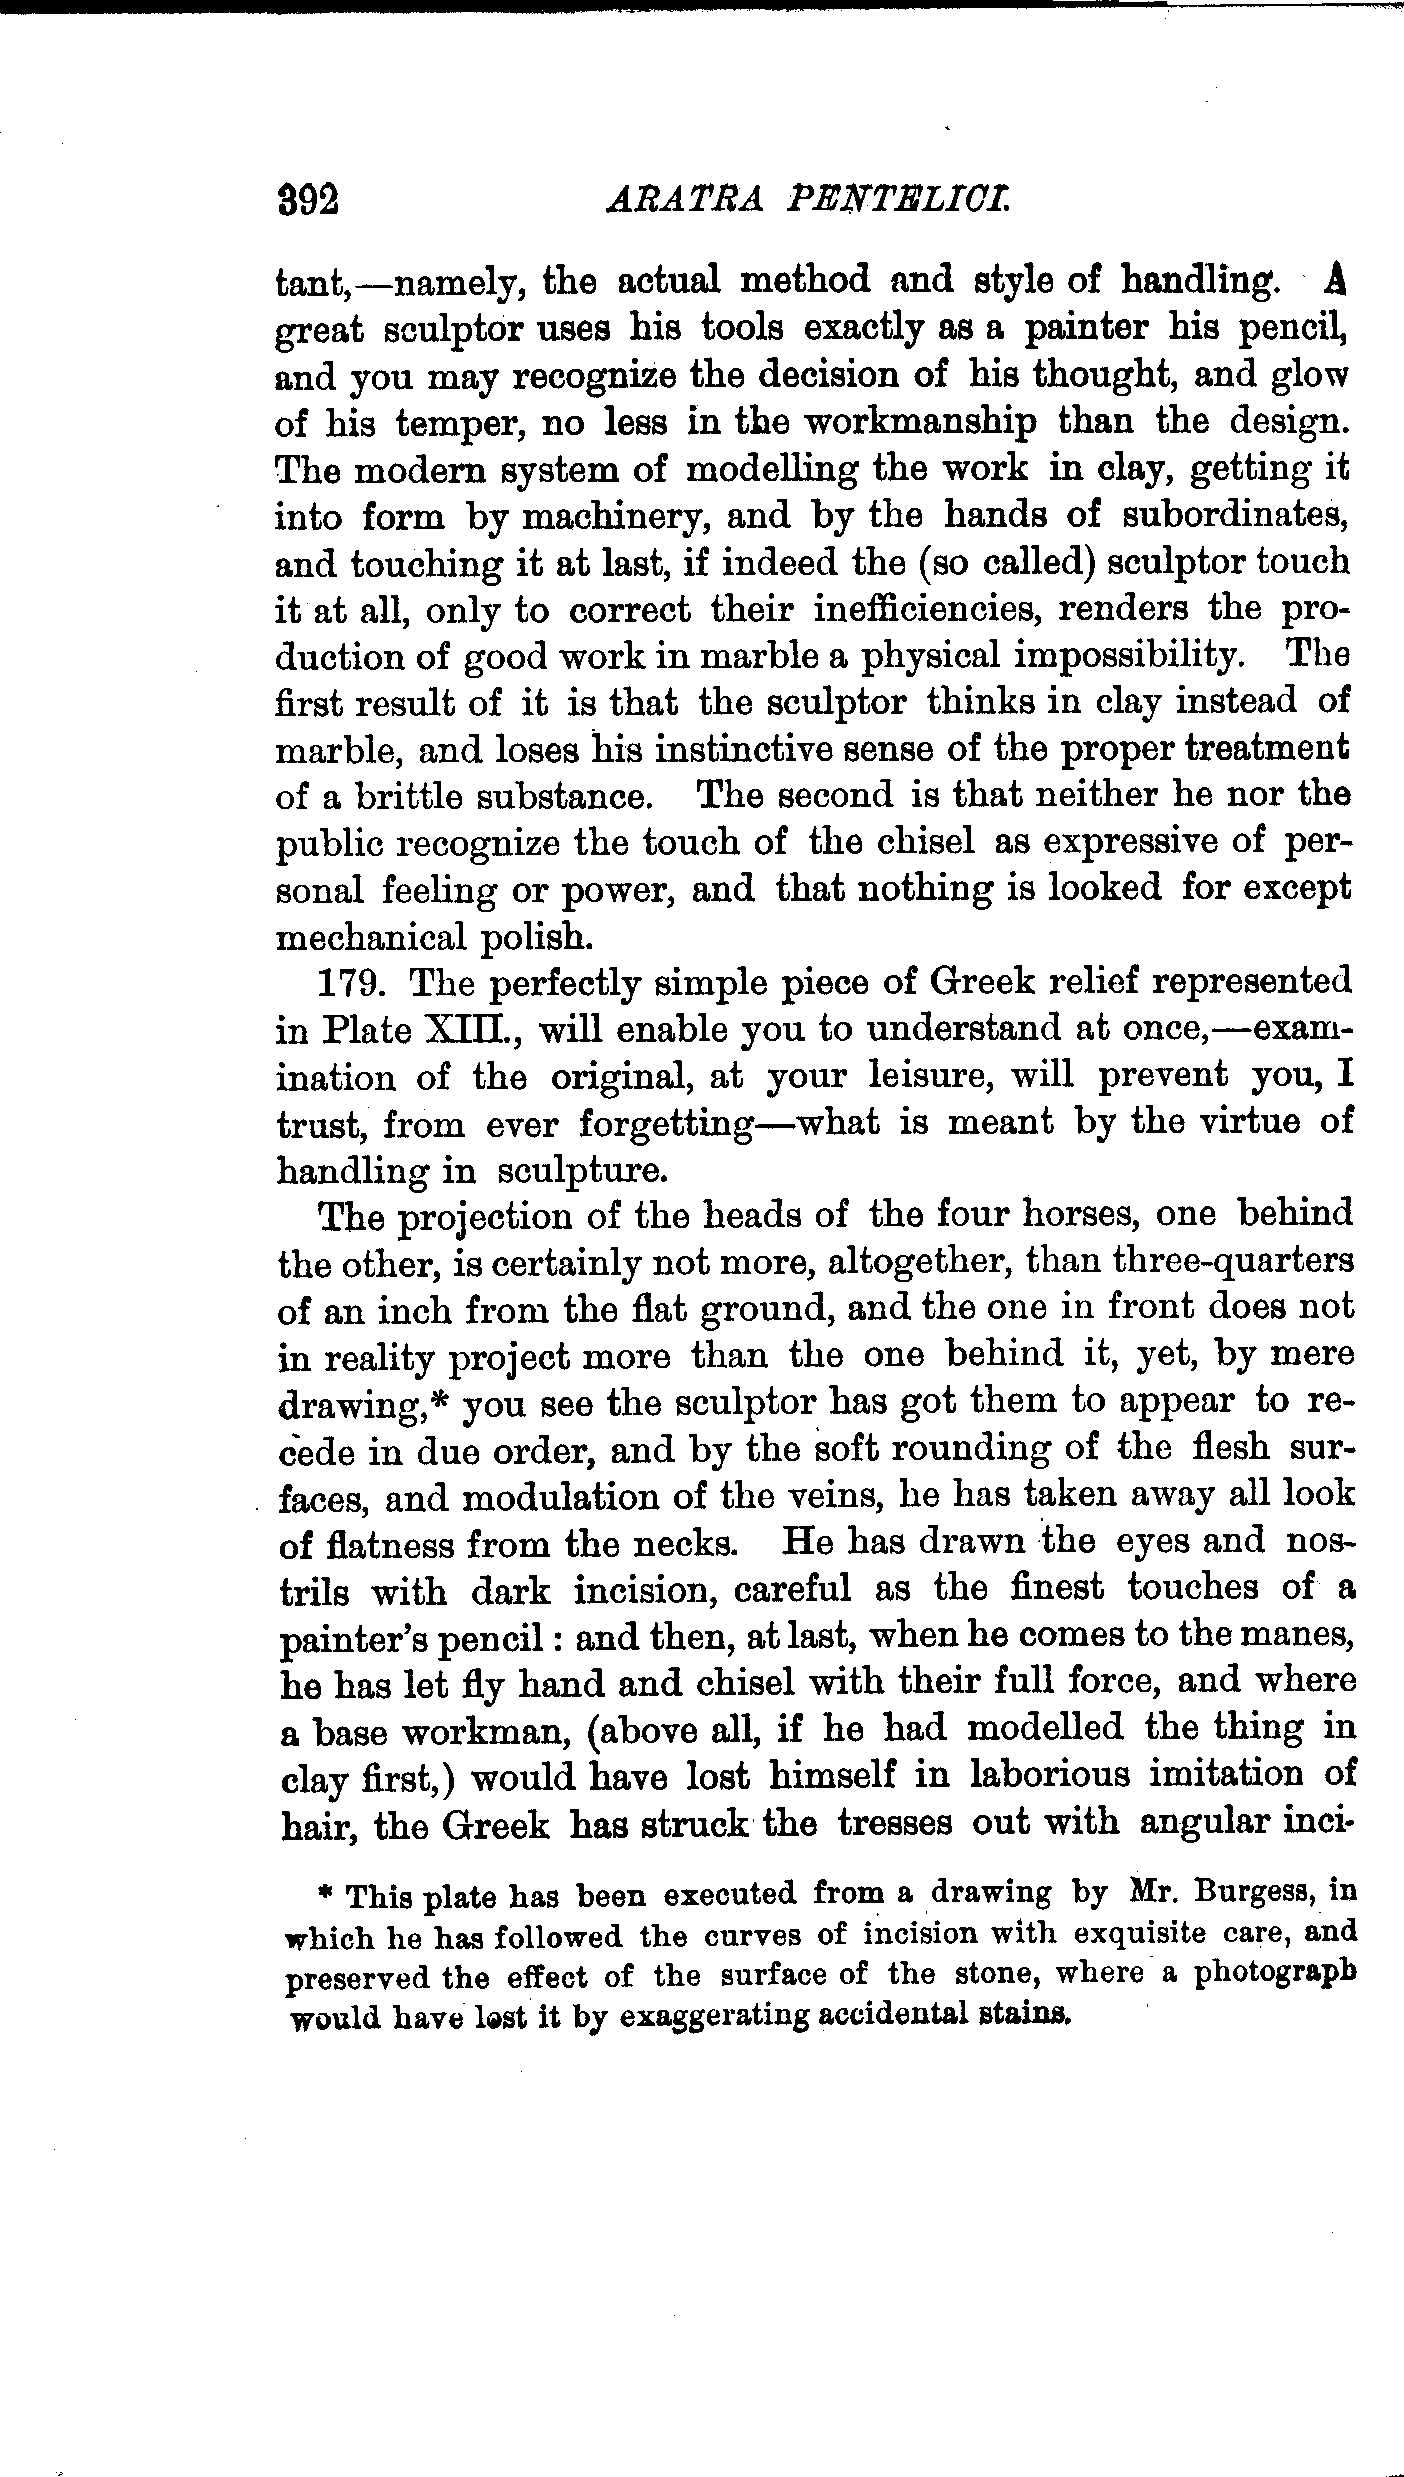 392 ARATRA PENTELICI.
tant,—namely, the actual method and style of handling. A
great sculptor uses his tools exactly as a painter his pencil,
and you may recognize the decision of his thought, and glow
of his temper, no less in the workmanship than the design.
The modern system of modelling the work in clay, getting it
into form by machinery, and by the hands of subordinates,
and touching it at last, if indeed the (so called) sculptor touch
it at all, only to correct their inefficiencies, renders the pro-
duction of good work in marble a physical impossibility. The
first result of it is that the sculptor thinks in clay instead of
marble, and loses his instinctive sense of the proper treatment
of a brittle substance. The second is that neither he nor the
public recognize the touch of the chisel as expressive of per-
sonal feeling or power, and that nothing is looked for except
mechanical polish.
179. The perfectly simple piece of Greek relief represented
in Plate XIII., will enable you to understand at once,—exam-
ination of the original, at your leisure, will prevent you, I
trust, from ever forgetting—what is meant by the virtue of
handling in sculpture.
The projection of the heads of the four horses, one behind
the other, is certainly not more, altogether, than three-quarters
of an inch from the flat ground, and the one in front does not
in reality project more than the one behind it, yet, by mere
drawing,* you see the sculptor has got them to appear to re-
cede in due order, and by the soft rounding of the flesh sur-
faces, and modulation of the veins, he has taken away all look
of flatness from the necks. He has drawn the eyes and nos-
trils with dark incision, careful as the finest touches of a
painter's pencil: and then, at last, when he comes to the manes,
he has let fly hand and chisel with their full force, and where
a base workman, (above all, if he had modelled the thing in
clay first,) would have lost himself in laborious imitation of
hair, the Greek has struck the tresses out with angular inci-
* This plate has been executed from a drawing by Mr. Burgess, in
which he has followed the curves of incision with exquisite care, and
preserved the effect of the surface of the stone, where a photograph
would have lost it by exaggerating accidental stains.